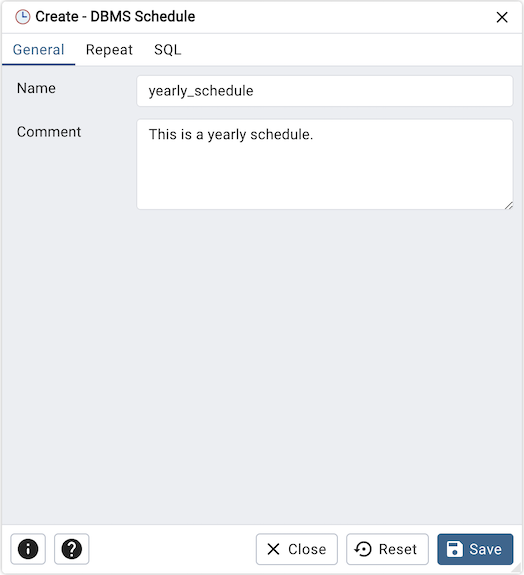 Create - DBMS Schedule
General Repeat SQL
Name yearly_schedule
Comment This is a yearly schedule.
Close Reset Save